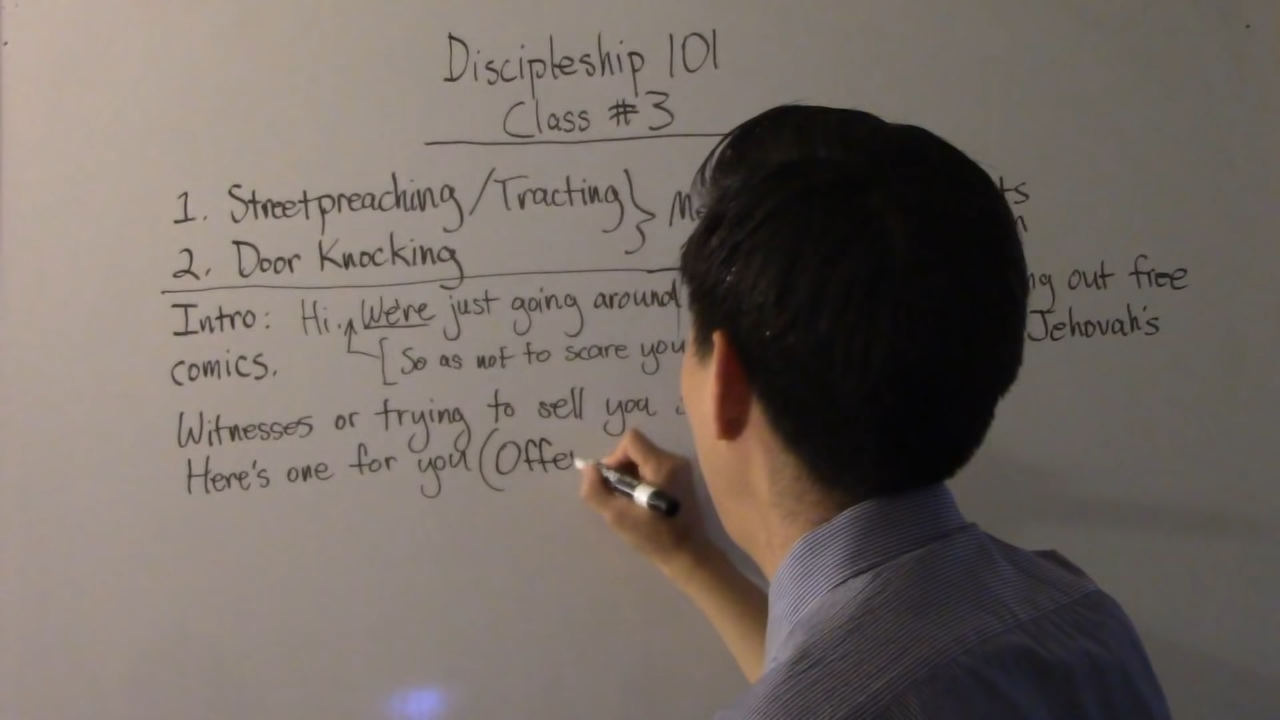 Discipleship 101
Class #3
1. Streetpreaching/Tracting}
2. Door Knocking
Intro: Hi. We're just going around out free
[So as not to scare you Jehovah's
comics.
Witnesses or trying to sell you
Here's one for you (Offe